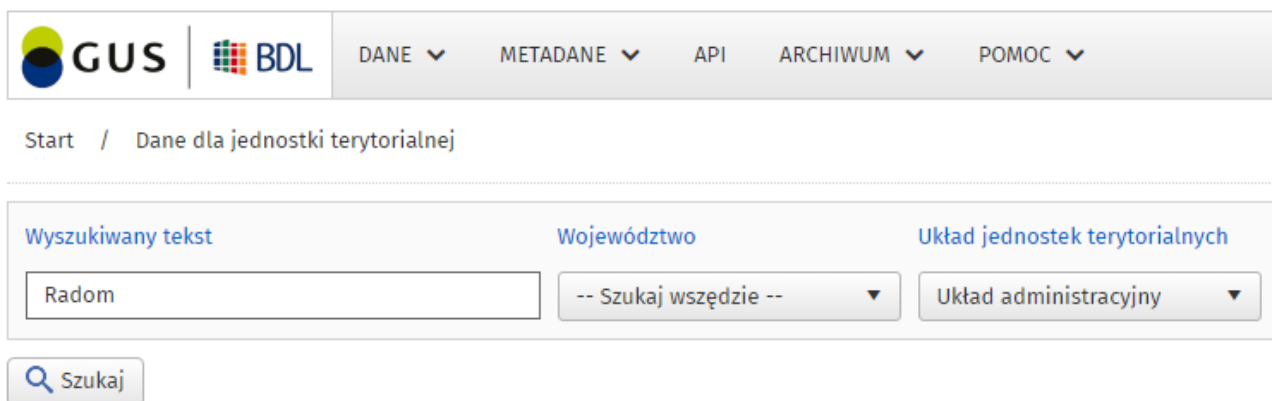 GUS BDL DANE METADANE API ARCHIWUM POMOC
Start / Dane dla jednostki terytorialnej
Wyszukiwany tekst Województwo Układ jednostek terytorialnych
Radom -- Szukaj wszędzie -- Układ administracyjny
Szukaj